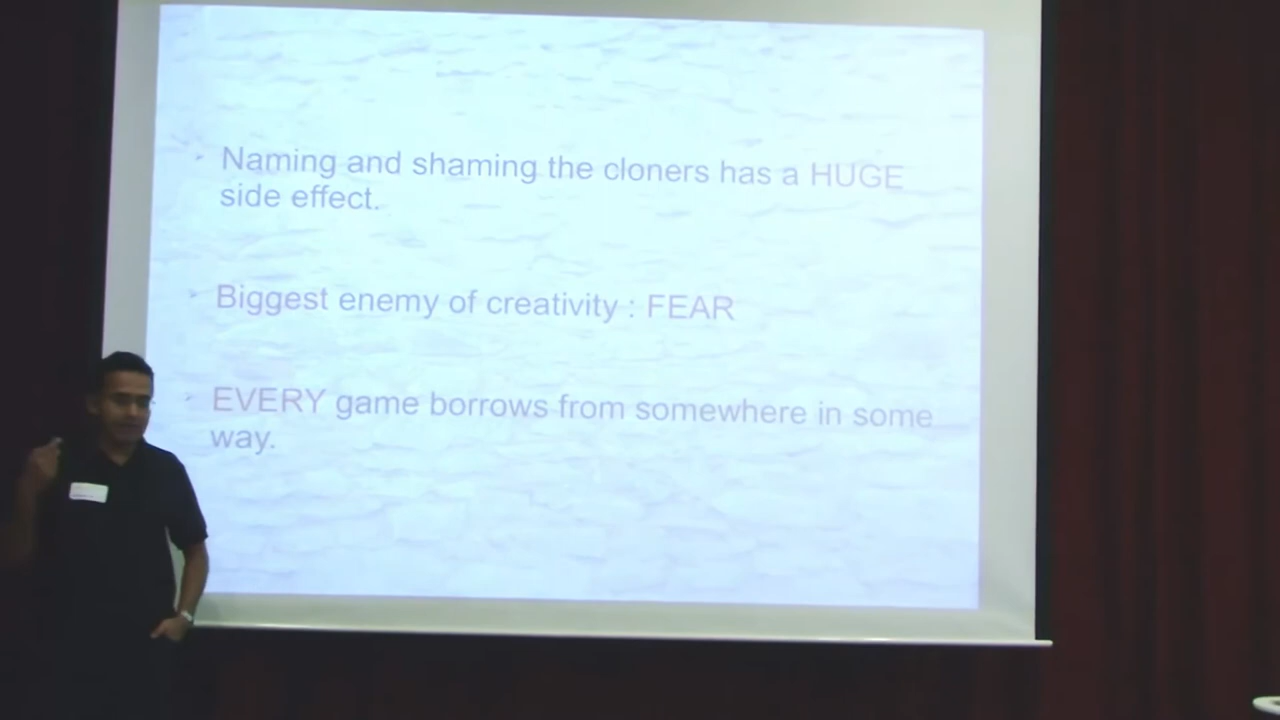 Naming and shaming the cloners has a HUGE
side effect.
Biggest enemy of creativity : FEAR
EVERY game borrows from somewhere in some
way.